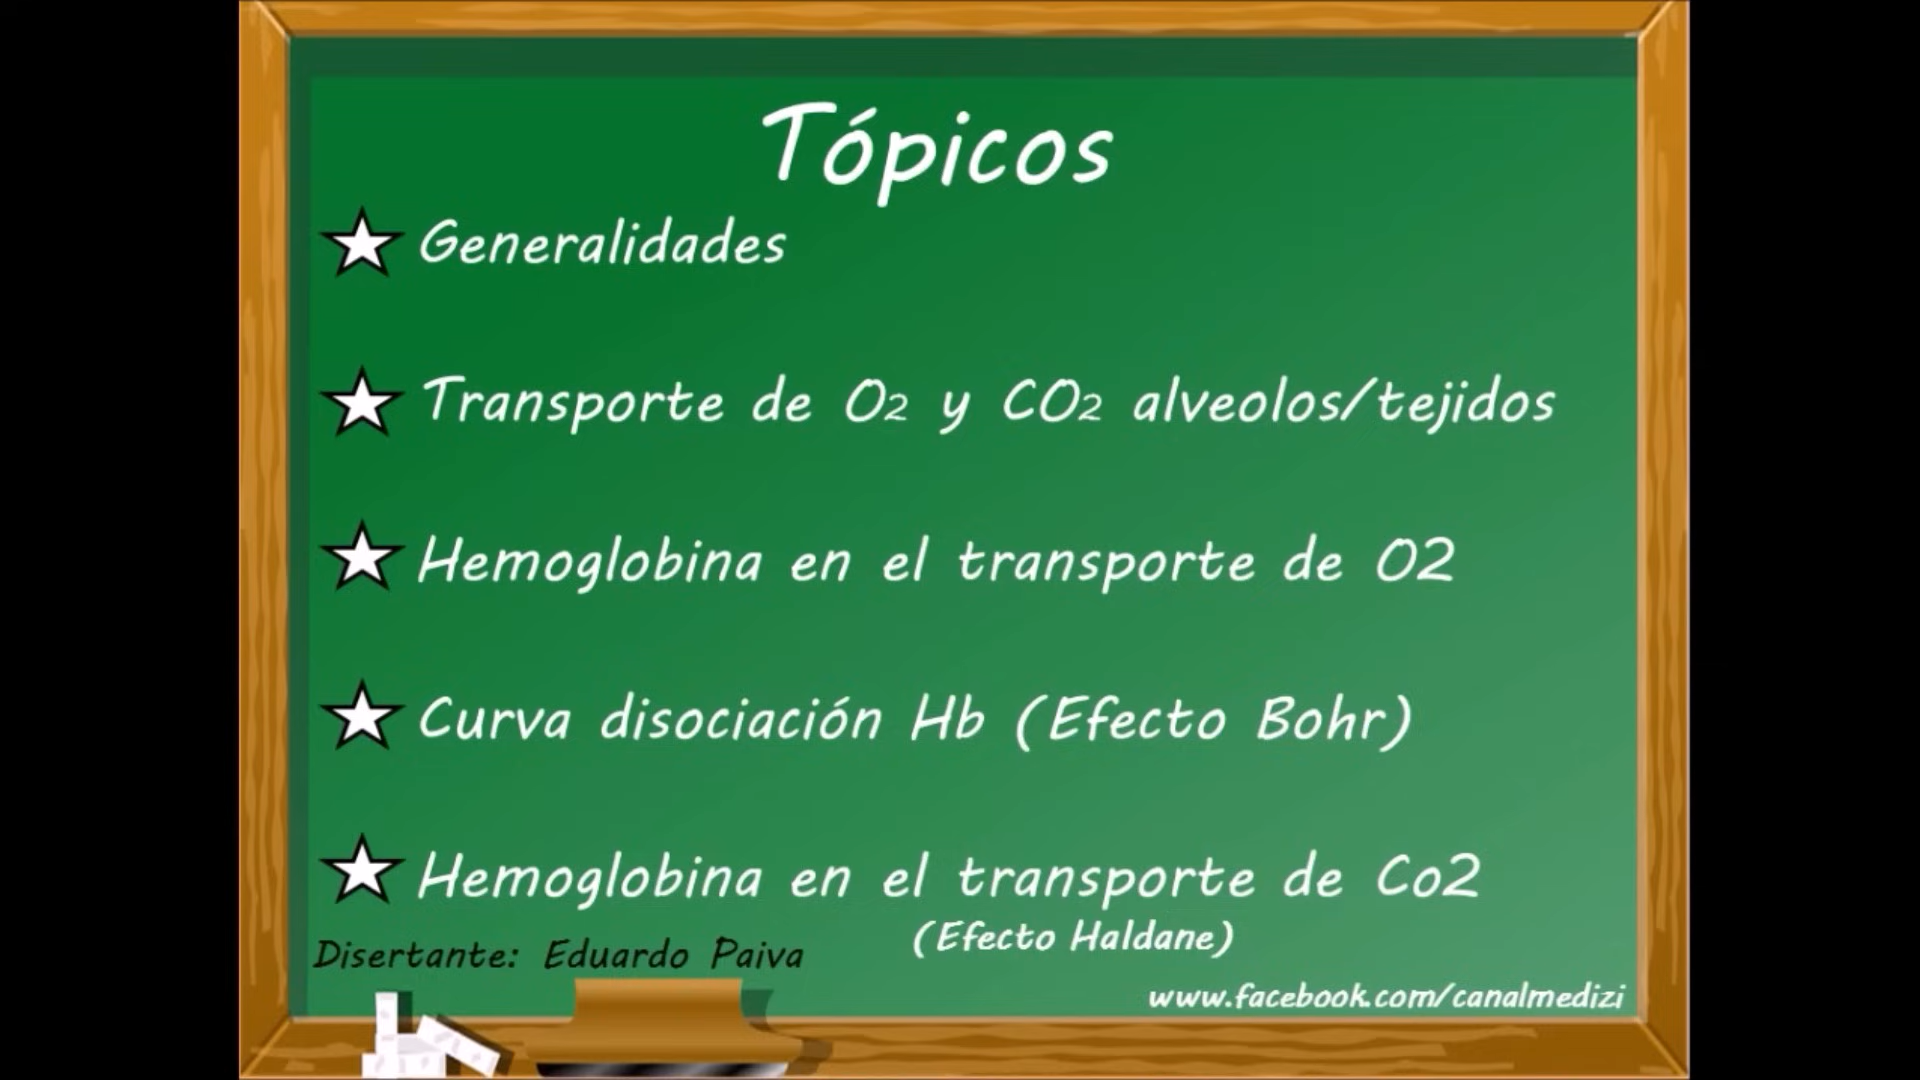 Tópicos
Generalidades
Transporte de O₂ y CO₂ alveolos/tejidos
Hemoglobina en el transporte de O2
Curva disociación Hb (Efecto Bohr)
Hemoglobina en el transporte de Co2
(Efecto Haldane)
Disertante: Eduardo Paiva
www.facebook.com/canalmedizi